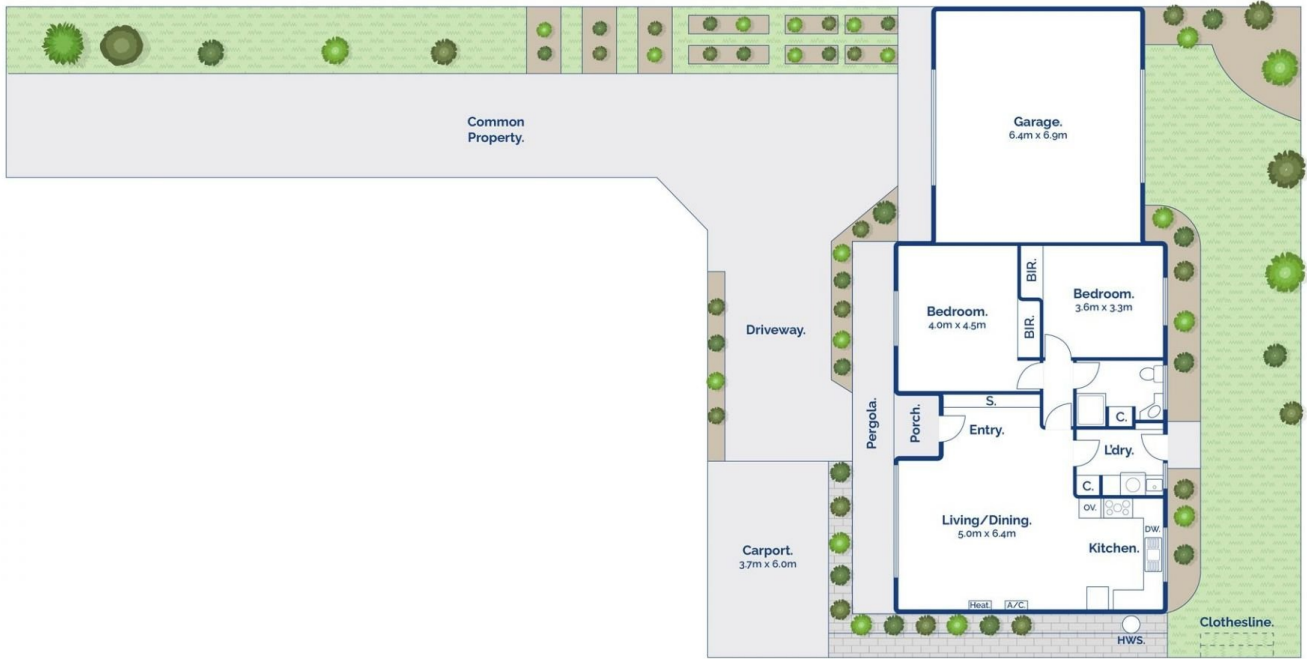 Common
Property.
Garage.
6.4m x 6.9m
BIR.
Bedroom.
3.6m x 3.3m
Bedroom.
4.0m x 4.5m
BIR.
Driveway.
S.
Pergola.
Porch.
Entry.
C.
L'dry.
C.
OV.
Living/Dining.
5.0m x 6.4m
DW.
Kitchen.
Carport.
3.7m x 6.0m
Heat.
A/C.
HWS.
Clothesline.